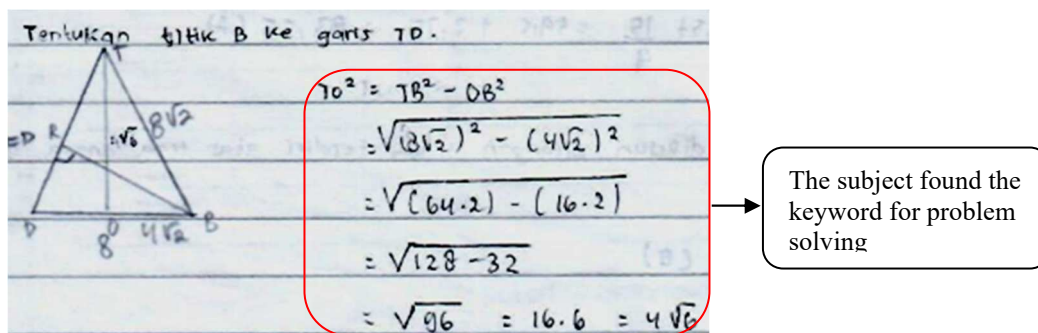 Tentukan titik B ke garis TD.
T
8√2
R
D
O
B
8
4√2
TO² = TB² - OB²
= √(8√2)² - (4√2)²
= √(64.2) - (16.2)
= √128 - 32
= √96 = 16.6 = 4√6
The subject found the
keyword for problem
solving